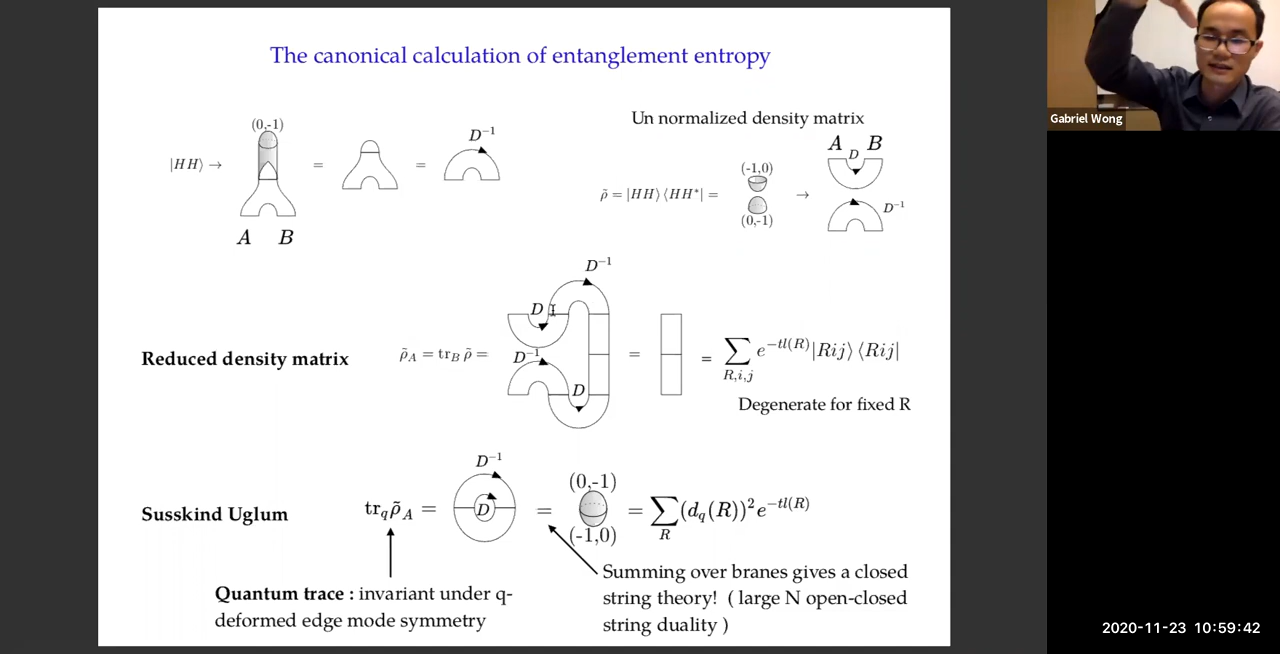 The canonical calculation of entanglement entropy
(0,-1)
|HH⟩ →
=
=
D⁻¹
A B
Un normalized density matrix
ρ̃ = |HH⟩ ⟨HH*| =
(-1,0)
(0,-1)
→
A D B
D⁻¹
Reduced density matrix
ρ̃_A = tr_B ρ̃ =
D⁻¹
D
D⁻¹
D
=
= ∑_{R,i,j} e^{-tl(R)} |Rij⟩ ⟨Rij|
Degenerate for fixed R
Susskind Uglum
tr_q ρ̃_A =
D⁻¹
D
=
(0,-1)
(-1,0)
= ∑_R (d_q(R))² e^{-tl(R)}
Quantum trace : invariant under q-
deformed edge mode symmetry
Summing over branes gives a closed
string theory! ( large N open-closed
string duality )
Gabriel Wong
2020-11-23 10:59:42